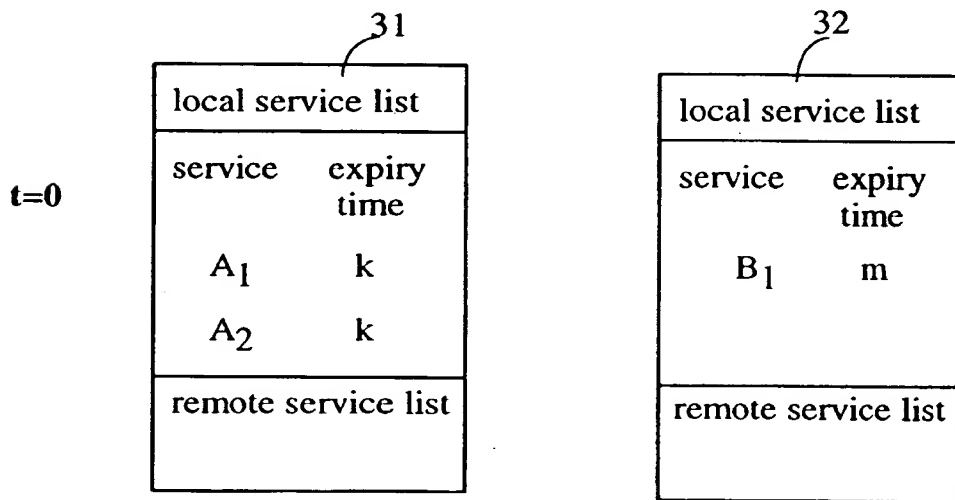 31
local service list
t=0
service expiry
time
A1 k
A2 k
remote service list
32
local service list
service expiry
time
B1 m
remote service list